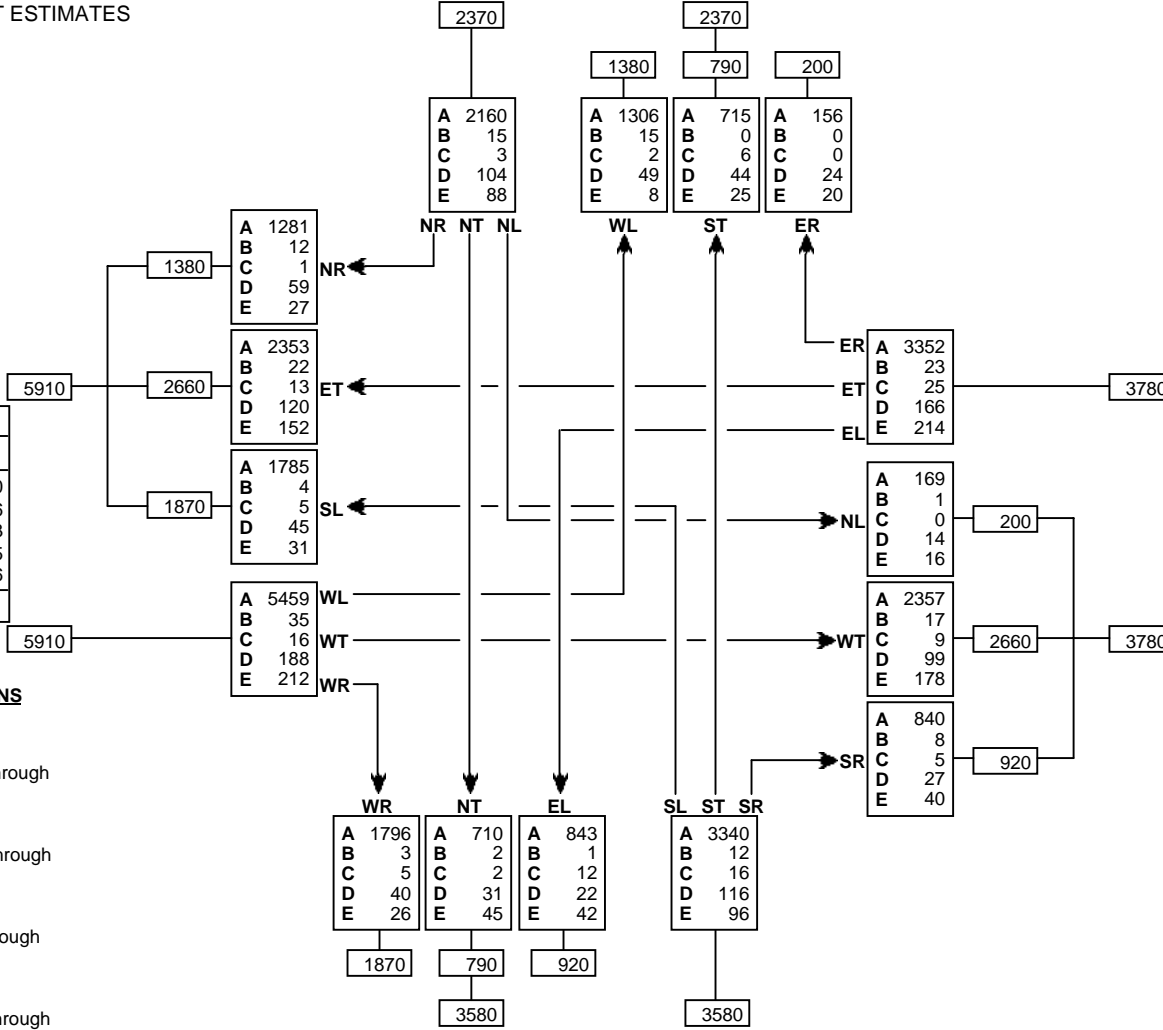 T ESTIMATES
2370
2370
1380
790
200
A 2160
B 15
C 3
D 104
E 88
A 1306
B 15
C 2
D 49
E 8
A 715
B 0
C 6
D 44
E 25
A 156
B 0
C 0
D 24
E 20
NR NT NL
WL
ST
ER
A 1281
B 12
C 1
D 59
E 27
1380
NR
A 2353
B 22
C 13
D 120
E 152
5910
2660
ET
ER
ET
EL
A 3352
B 23
C 25
D 166
E 214
3780
A 1785
B 4
C 5
D 45
E 31
1870
SL
NL
A 169
B 1
C 0
D 14
E 16
200
A 5459
B 35
C 16
D 188
E 212
5910
WL
WT
WR
WT
A 2357
B 17
C 9
D 99
E 178
2660
3780
NS
SR
A 840
B 8
C 5
D 27
E 40
920
rough
hrough
ough
hrough
WR
NT
EL
SL ST SR
A 1796
B 3
C 5
D 40
E 26
A 710
B 2
C 2
D 31
E 45
A 843
B 1
C 12
D 22
E 42
A 3340
B 12
C 16
D 116
E 96
1870
790
920
3580
3580